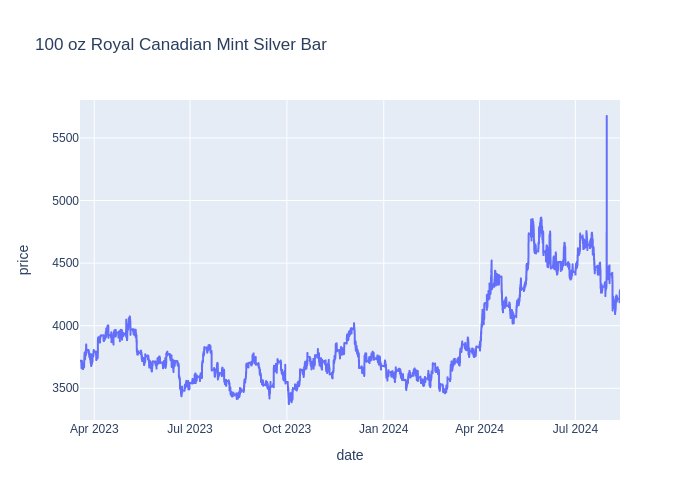 100 oz Royal Canadian Mint Silver Bar
5500
5000
4500
4000
3500
price
Apr 2023 Jul 2023 Oct 2023 Jan 2024 Apr 2024 Jul 2024
date